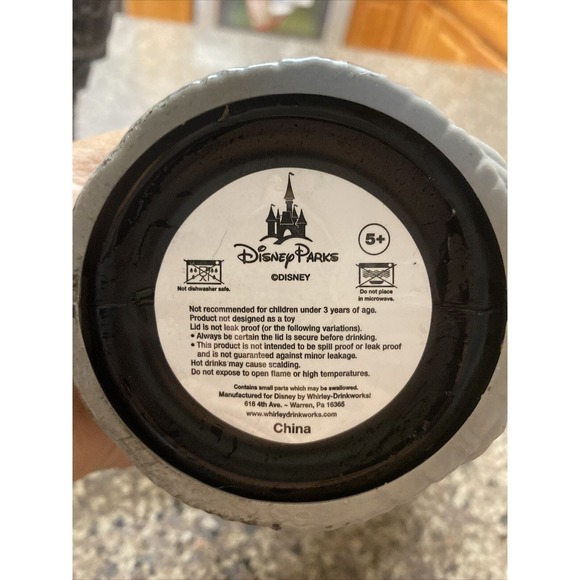 Disney Parks
©DISNEY
5+
Not dishwasher safe.
Do not place
in microwave.
Not recommended for children under 3 years of age.
Product not designed as a toy
Lid is not leak proof (or the following variations).
• Always be certain the lid is secure before drinking.
• This product is not intended to be spill proof or leak proof
and is not guaranteed against minor leakage.
Hot drinks may cause scalding.
Do not expose to open flame or high temperatures.
Contains small parts which may be swallowed.
Manufactured for Disney by Whirley-Drinkworks!
616 4th Ave. ~ Warren, Pa 16365
www.whirleydrinkworks.com
China